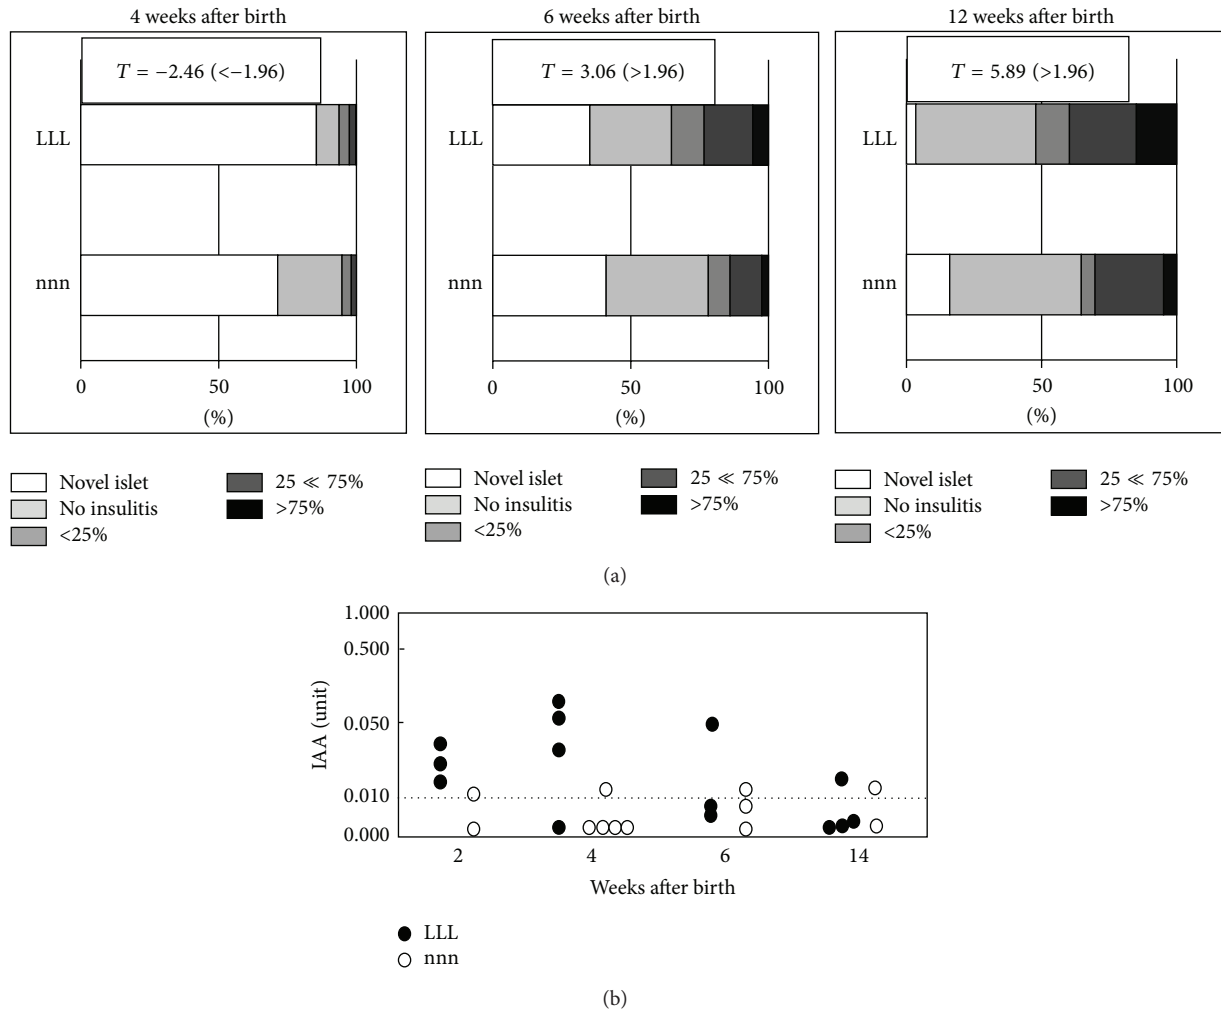 4 weeks after birth
6 weeks after birth
12 weeks after birth
T = −2.46 (<−1.96)
T = 3.06 (>1.96)
T = 5.89 (>1.96)
LLL
LLL
LLL
nnn
nnn
nnn
0 50 100
0 50 100
0 50 100
(%)
(%)
(%)
Novel islet
25 ≪ 75%
No insulitis
>75%
<25%
Novel islet
25 ≪ 75%
No insulitis
>75%
<25%
Novel islet
25 ≪ 75%
No insulitis
>75%
<25%
(a)
1.000
0.500
0.050
0.010
0.000
IAA (unit)
2 4 6 14
Weeks after birth
LLL
nnn
(b)